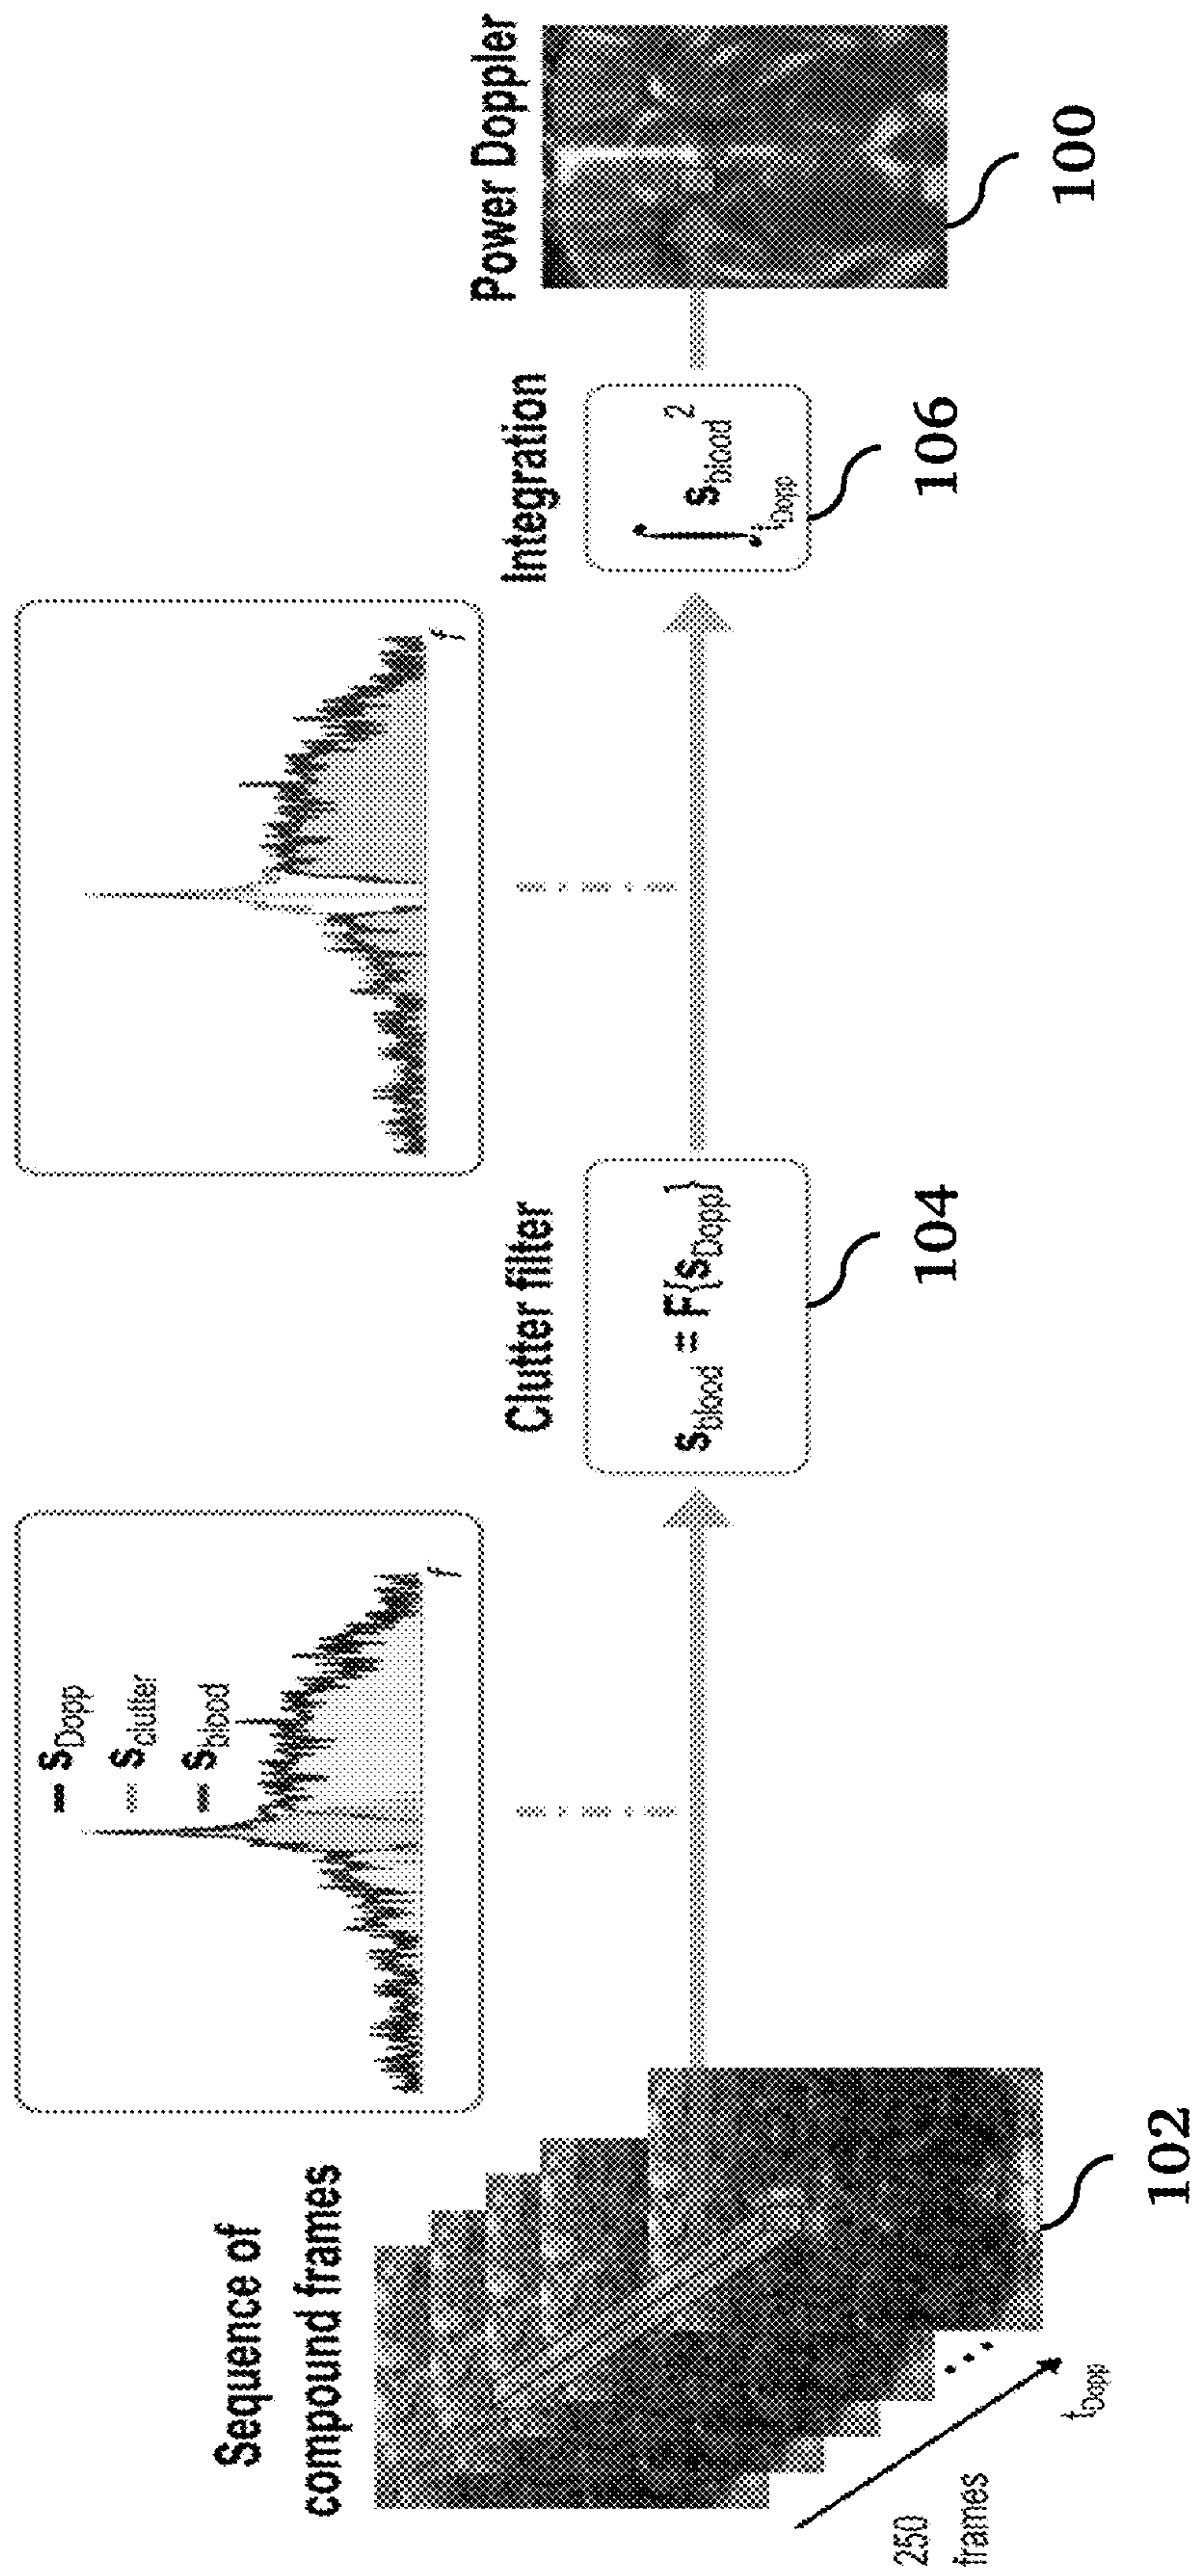 Sequence of
compound frames
250
frames
t_Dopp
102
s_Dopp
s_clutter
s_blood
f
Clutter filter
s_blood = F{s_Dopp}
104
f
Integration
∫_{t_Dopp} s_blood^2
106
Power Doppler
100